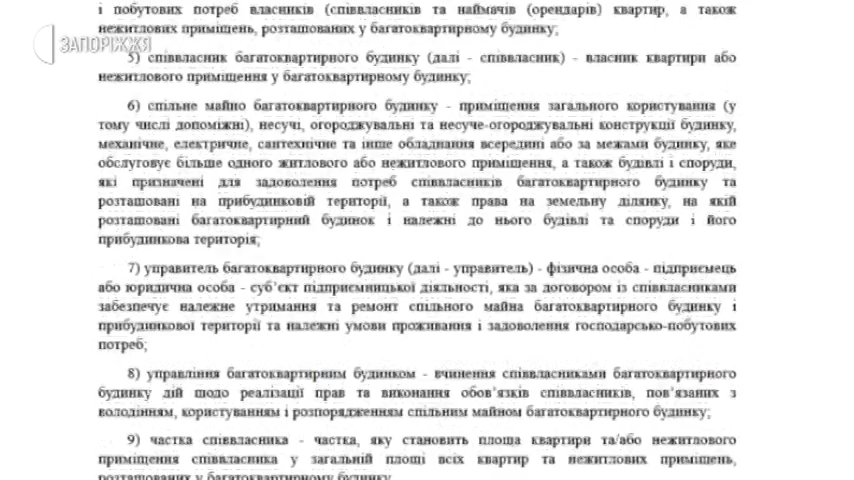 і побутових потреб власників (співвласників та наймачів (орендарів) квартир, а також
нежитлових приміщень, розташованих у багатоквартирному будинку;
ЗАПОРІЖЖЯ
5) співвласник багатоквартирного будинку (далі - співвласник) - власник квартири або
нежитлового приміщення у багатоквартирному будинку;
6) спільне майно багатоквартирного будинку - приміщення загального користування (у
тому числі допоміжні), несучі, огороджувальні та несуче-огороджувальні конструкції будинку,
механічне, електричне, сантехнічне та інше обладнання всередині або за межами будинку, яке
обслуговує більше одного житлового або нежитлового приміщення, а також будівлі і споруди,
які призначені для задоволення потреб співвласників багатоквартирного будинку та
розташовані на прибудинковій території, а також права на земельну ділянку, на якій
розташовані багатоквартирний будинок і належні до нього будівлі та споруди і його
прибудинкова територія;
7) управитель багатоквартирного будинку (далі - управитель) - фізична особа - підприємець
або юридична особа - суб’єкт підприємницької діяльності, яка за договором із співвласниками
забезпечує належне утримання та ремонт спільного майна багатоквартирного будинку і
прибудинкової території та належні умови проживання і задоволення господарсько-побутових
потреб;
8) управління багатоквартирним будинком - вчинення співвласниками багатоквартирного
будинку дій щодо реалізації прав та виконання обов’язків співвласників, пов’язаних з
володінням, користуванням і розпорядженням спільним майном багатоквартирного будинку;
9) частка співвласника - частка, яку становить площа квартири та/або нежитлового
приміщення співвласника у загальній площі всіх квартир та нежитлових приміщень,
розташованих у багатоквартирному будинку